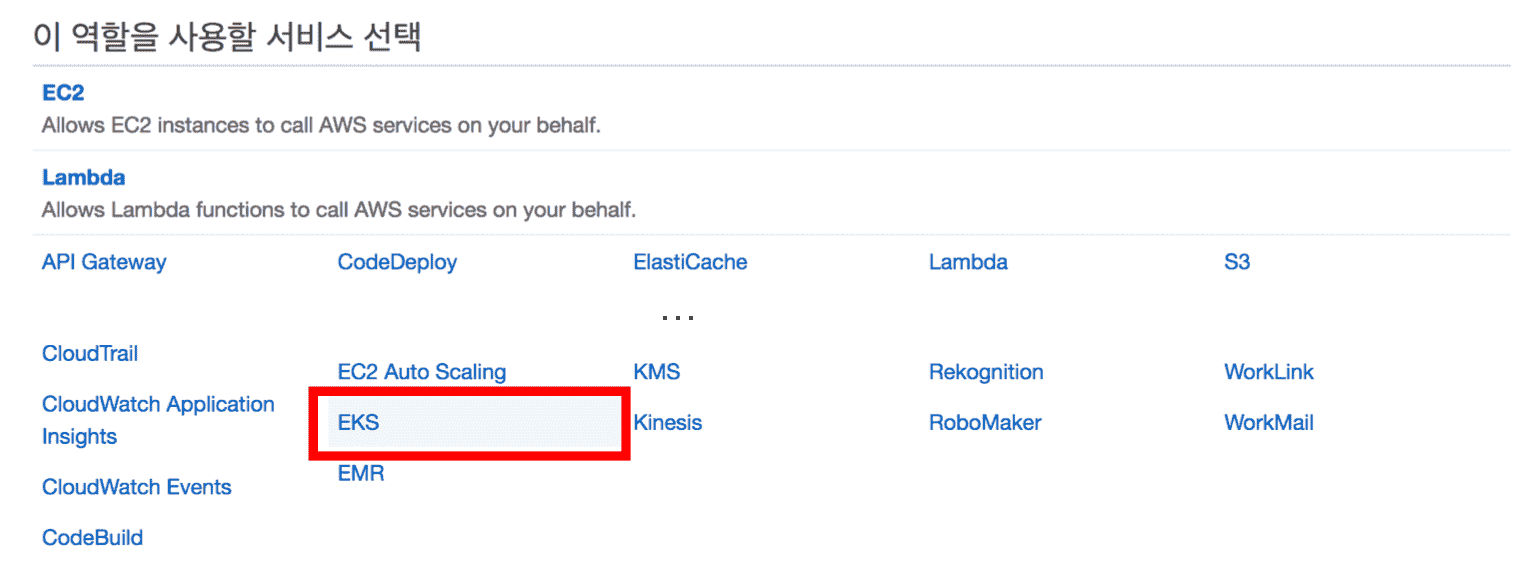 이 역할을 사용할 서비스 선택
EC2
Allows EC2 instances to call AWS services on your behalf.
Lambda
Allows Lambda functions to call AWS services on your behalf.
API Gateway
CodeDeploy
ElastiCache
Lambda
S3
...
CloudTrail
EC2 Auto Scaling
KMS
Rekognition
WorkLink
CloudWatch Application
Insights
EKS
Kinesis
RoboMaker
WorkMail
EMR
CloudWatch Events
CodeBuild